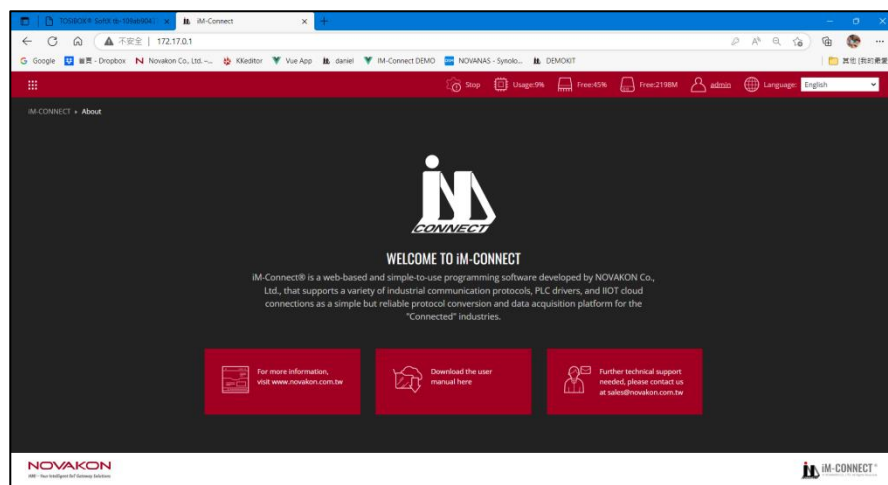 TOSIBOX® SoftK
iM-Connect
不安全 | 172.17.0.1
Google
首頁 - Dropbox
Novakon Co., Ltd. –...
KKeditor
Vue App
daniel
IM-Connect DEMO
NOVANAS - Synolo...
DEMOKIT
Stop
Usage:9%
Free:45%
Free:2198M
admin
Language:
English
iM-CONNECT • About
iM
CONNECT
WELCOME TO iM-CONNECT
iM-Connect® is a web-based and simple-to-use programming software developed by NOVAKON Co.,
Ltd., that supports a variety of industrial communication protocols, PLC drivers, and IIOT cloud
connections as a simple but reliable protocol conversion and data acquisition platform for the
"Connected" industries.
For more information,
visit www.novakon.com.tw
Download the user
manual here
Further technical support
needed, please contact us
at sales@novakon.com.tw
NOVAKON
iM-CONNECT